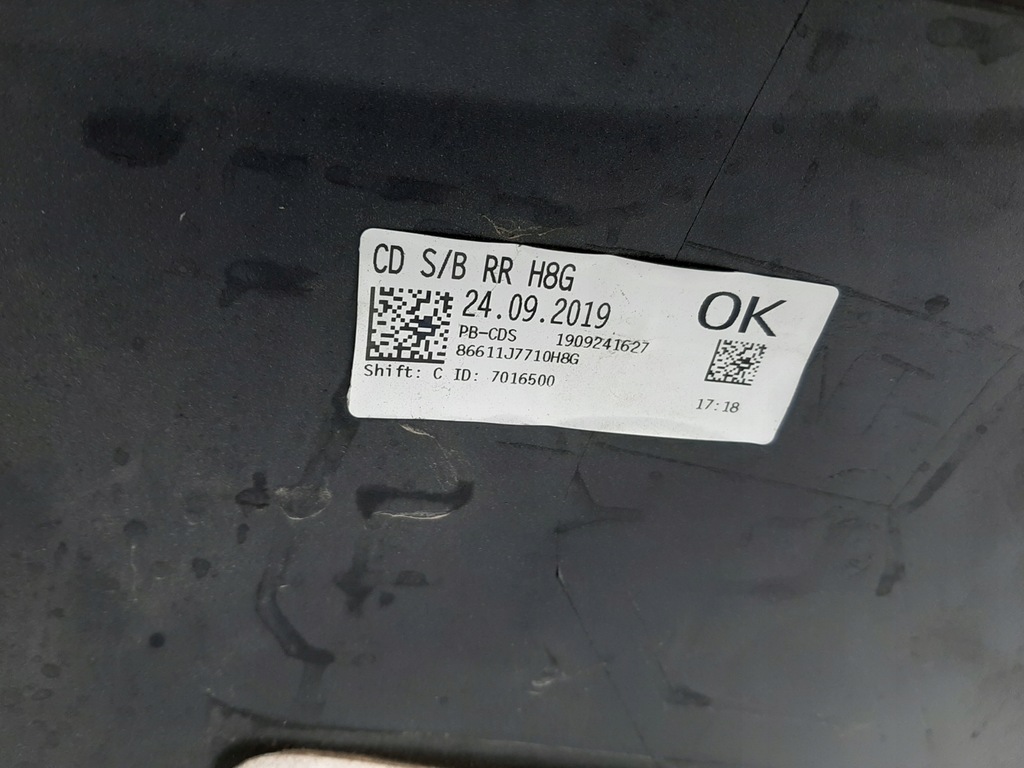 CD S/B RR H8G
24.09.2019
OK
PB-CDS 1909241627
86611J7710H8G
Shift: C ID: 7016500
17:18